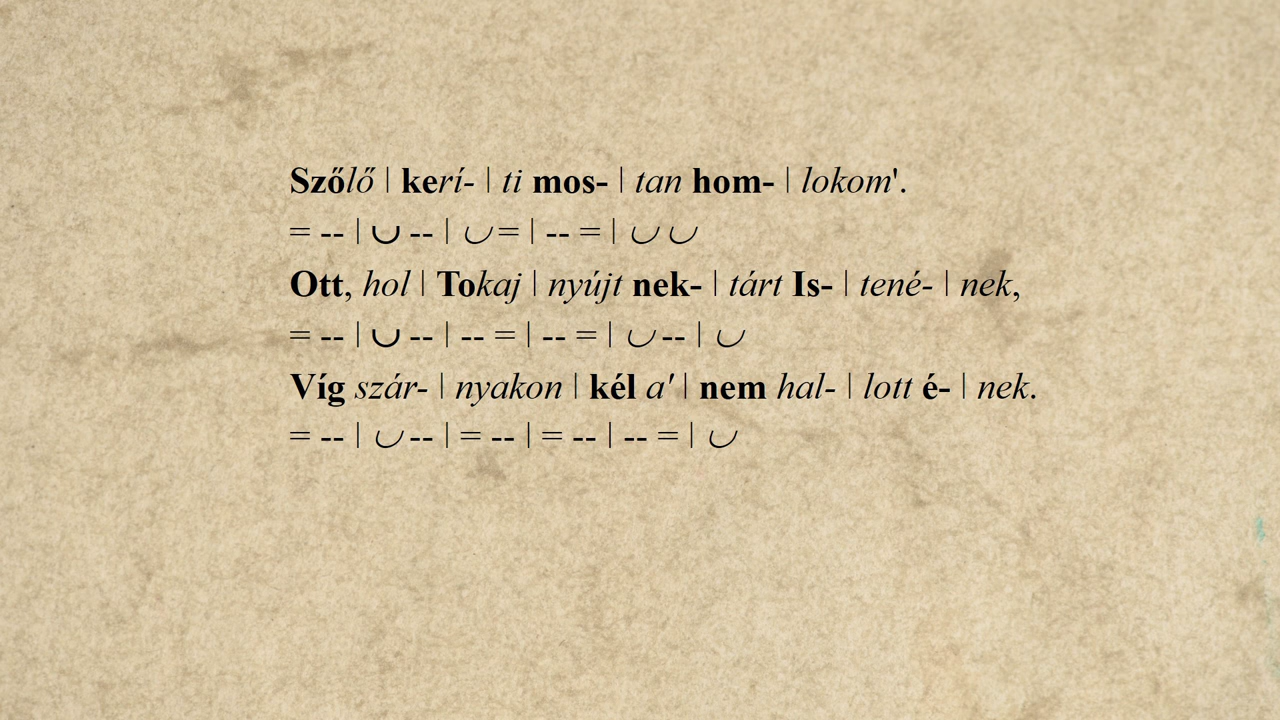 Szőlő | kerí- | ti mos- | tan hom- | lokom'.
= -- | ∪ -- | ∪ = | -- = | ∪ ∪
Ott, hol | Tokaj | nyújt nek- | tárt Is- | tené- | nek,
= -- | ∪ -- | -- = | -- = | ∪ -- | ∪
Víg szár- | nyakon | kél a' | nem hal- | lott é- | nek.
= -- | ∪ -- | = -- | = -- | -- = | ∪